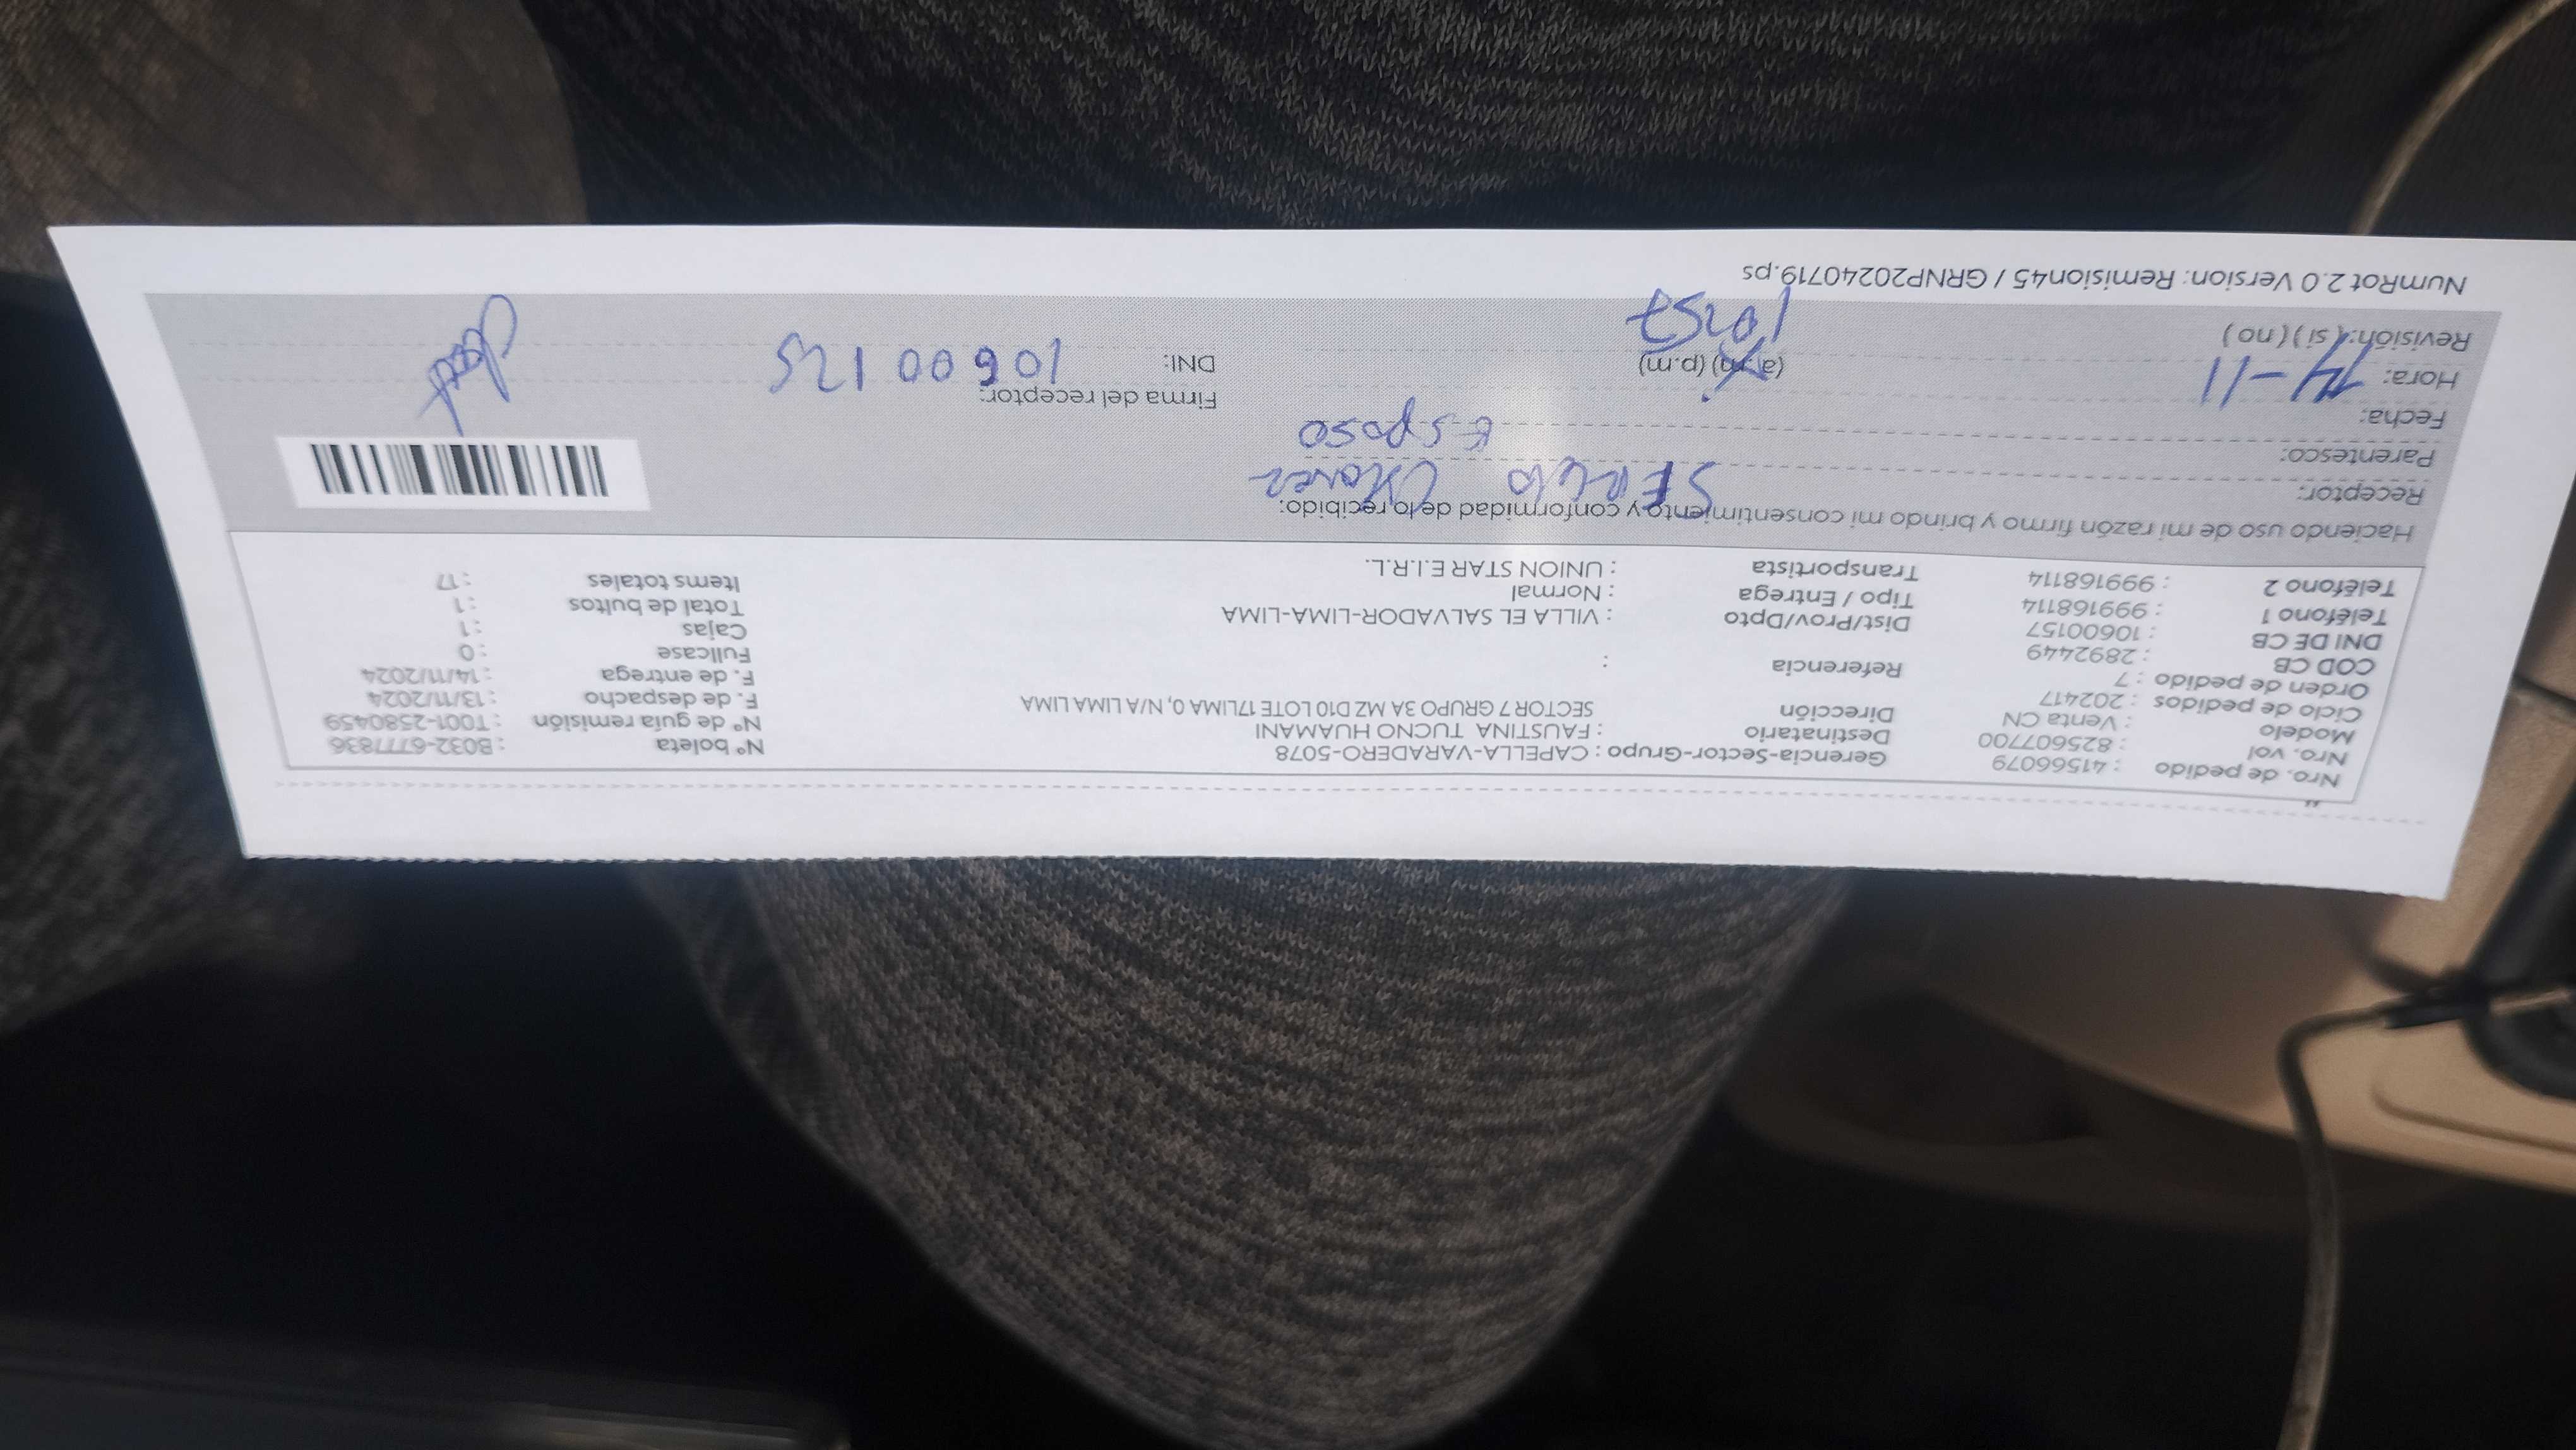 Nro. de pedido : 41566079 Gerencia-Sector-Grupo : CAPELLA-VARADERO-5078 Nº boleta : B032-6777836
Nro. vol : 825607700 Destinatario : FAUSTINA TUCNO HUAMANI Nº de guía remisión : T001-2580459
Modelo : Venta CN Dirección SECTOR 7 GRUPO 3A MZ D10 LOTE 17LIMA 0, N/A LIMA LIMA F. de despacho : 13/11/2024
Ciclo de pedidos : 202417 F. de entrega : 14/11/2024
Orden de pedido : 7 Referencia : Fullcase : 0
COD CB : 2892449 Cajas : 1
DNI DE CB : 10600157 Dist/Prov/Dpto : VILLA EL SALVADOR-LIMA-LIMA Total de bultos : 1
Teléfono 1 : 999168114 Tipo / Entrega : Normal Items totales : 17
Teléfono 2 : 999168114 Transportista : UNION STAR E.I.R.L.
Haciendo uso de mi razón firmo y brindo mi consentimiento y conformidad de lo recibido:
Receptor: SERGIO Chavez
Parentesco: Esposo
Fecha: 14-11 Firma del receptor:
Hora: 10:57 (a.m) (p.m) DNI: 10600125
Revisión: ( si ) ( no )
NumRot 2.0 Version: Remision45 / GRNP20240719.ps